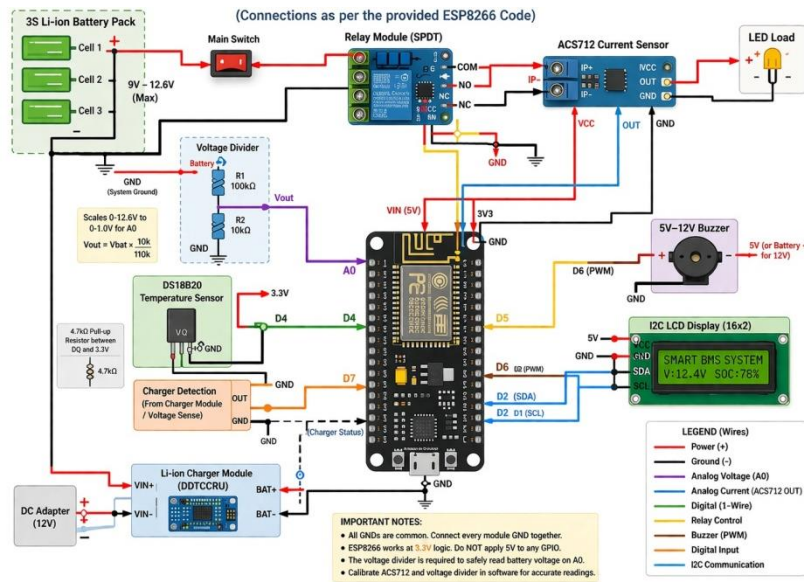 (Connections as per the provided ESP8266 Code)
3S Li-ion Battery Pack
Cell 1
Cell 2
Cell 3
9V – 12.6V
(Max)
Main Switch
Relay Module (SPDT)
COM
NO
NC
NC
ACS712 Current Sensor
IP+
IP-
IP-
OUT
GND
LED Load
VCC
OUT
GND
GND
GND
(System Ground)
Voltage Divider
Battery
R1
100kΩ
R2
10kΩ
GND
Vout
Scales 0-12.6V to
0-1.0V for A0
Vout = Vbat × 10k
110k
VIN (5V)
3V3
GND
A0
5V–12V Buzzer
5V (or Battery +
for 12V)
D6 (PWM)
GND
DS18B20
Temperature Sensor
3.3V
D4
D4
D5
4.7kΩ Pull-up
Resistor between
DQ and 3.3V
4.7kΩ
GND
D7
Charger Detection
(From Charger Module
/ Voltage Sense)
OUT
GND
GND
(Charger Status)
I2C LCD Display (16x2)
5V
GND
VCC
GND
SDA
SCL
SMART BMS SYSTEM
V:12.4V SOC:78%
D6
D2 (PWM)
D2
(SDA)
D2
D1 (SCL)
Li-ion Charger Module
(DDTCCRU)
VIN+
VIN-
BAT+
BAT-
DC Adapter
(12V)
GND
IMPORTANT NOTES:
• All GNDs are common. Connect every module GND together.
• ESP8266 works at 3.3V logic. Do NOT apply 5V to any GPIO.
• The voltage divider is required to safely read battery voltage on A0.
• Calibrate ACS712 and voltage divider in software for accurate readings.
LEGEND (Wires)
Power (+)
Ground (-)
Analog Voltage (A0)
Analog Current (ACS712 OUT)
Digital (1-Wire)
Relay Control
Buzzer (PWM)
Digital Input
I2C Communication